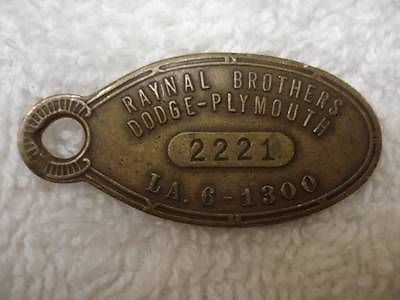 RAYNAL BROTHERS
DODGE-PLYMOUTH
2221
LA. 6-1300